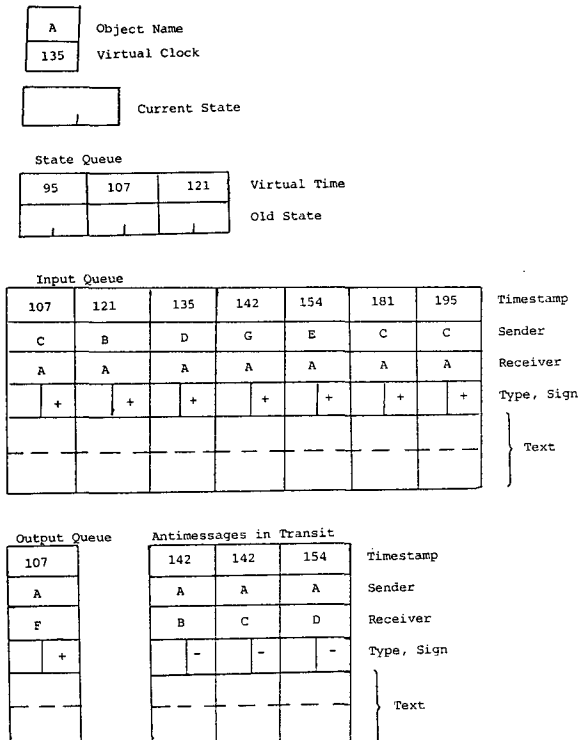 A Object Name
135 Virtual Clock
Current State
State Queue
95 107 121 Virtual Time
Old State
Input Queue
107 121 135 142 154 181 195 Timestamp
C B D G E C C Sender
A A A A A A A Receiver
+ + + + + + + Type, Sign
Text
Output Queue Antimessages in Transit
107 142 142 154 Timestamp
A A A A Sender
F B C D Receiver
+ - - - Type, Sign
Text